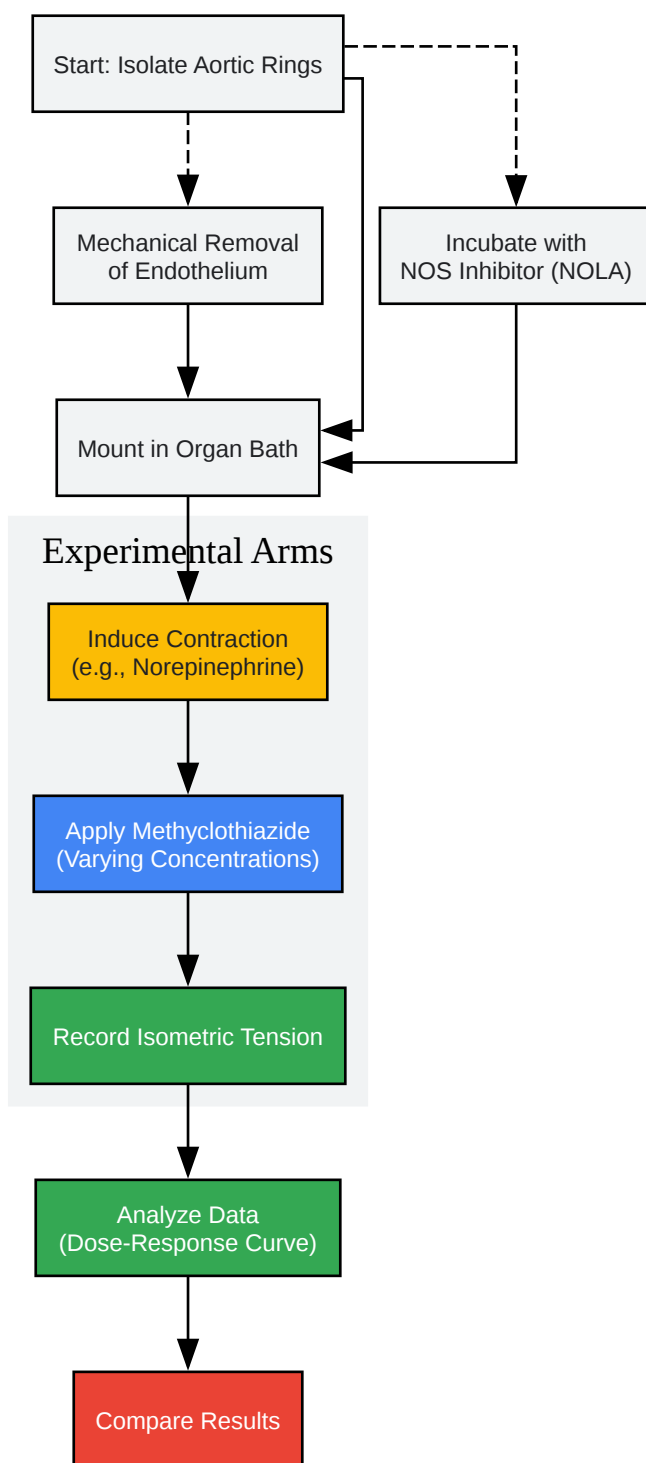 Start: Isolate Aortic Rings
Mechanical Removal
of Endothelium
Incubate with
NOS Inhibitor (NOLA)
Mount in Organ Bath
Experimental Arms
Induce Contraction
(e.g., Norepinephrine)
Apply Methyclothiazide
(Varying Concentrations)
Record Isometric Tension
Analyze Data
(Dose-Response Curve)
Compare Results